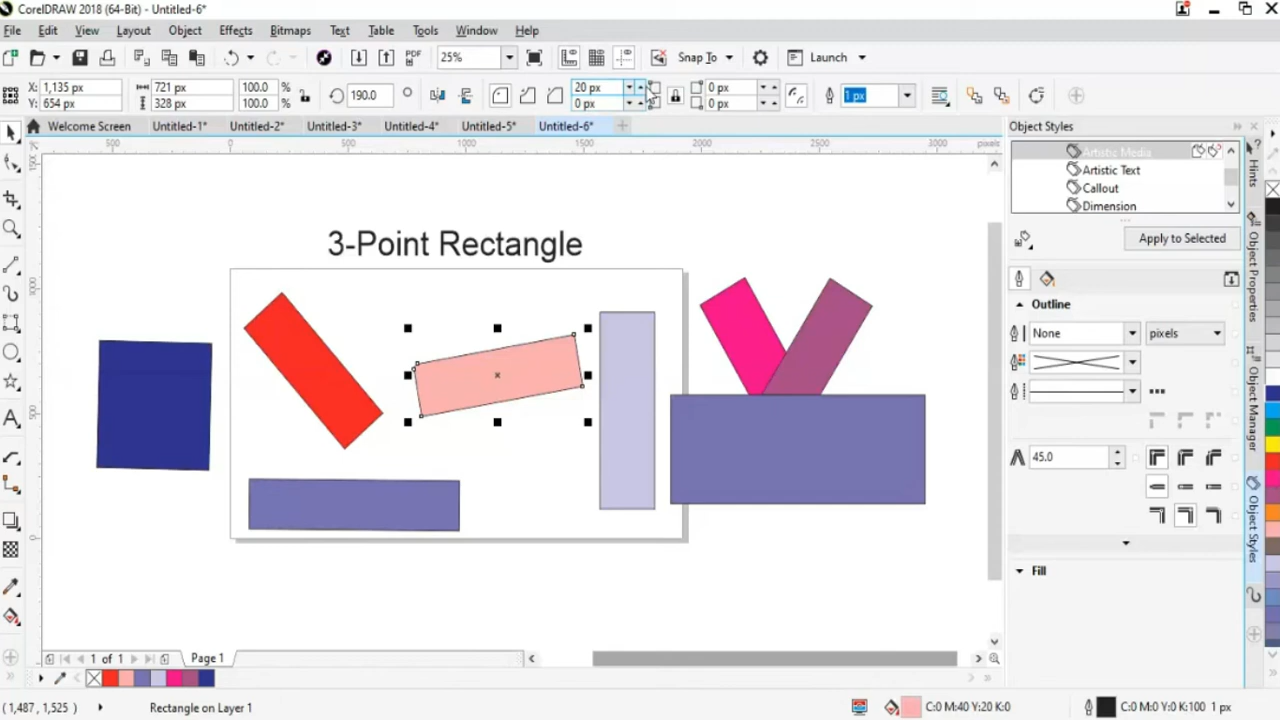 CorelDRAW 2018 (64-Bit) - Untitled-6*
File Edit View Layout Object Effects Bitmaps Text Table Tools Window Help
PDF 25% Snap To Launch
X: 1,135 px 721 px 100.0 % 190.0 ° 20 px 0 px 1 px
Y: 654 px 328 px 100.0 % 0 px 0 px
Welcome Screen Untitled-1* Untitled-2* Untitled-3* Untitled-4* Untitled-5* Untitled-6*
500 0 500 1000 1500 2000 2500 3000 pixels
3-Point Rectangle
1000
500
0
Object Styles
Artistic Media
Artistic Text
Callout
Dimension
Apply to Selected
Outline
None pixels
45.0
Fill
Hints
Object Properties
Object Manager
Object Styles
1 of 1 Page 1
(1,487, 1,525 ) Rectangle on Layer 1 C:0 M:40 Y:20 K:0 C:0 M:0 Y:0 K:100 1 px